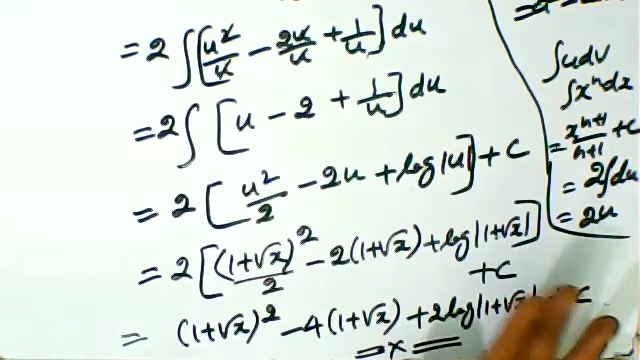 = 2 ∫ [u²/u − 2u/u + 1/u] du
= 2 ∫ [u − 2 + 1/u] du
= 2 [u²/2 − 2u + log|u|] + C
= 2 [(1+√x)²/2 − 2(1+√x) + log|1+√x|]
+C
= (1+√x)² − 4(1+√x) + 2log|1+√x| C
x
∫udv
∫xⁿdx
= xⁿ⁺¹/n+1 + C
= 2∫du
= 2u